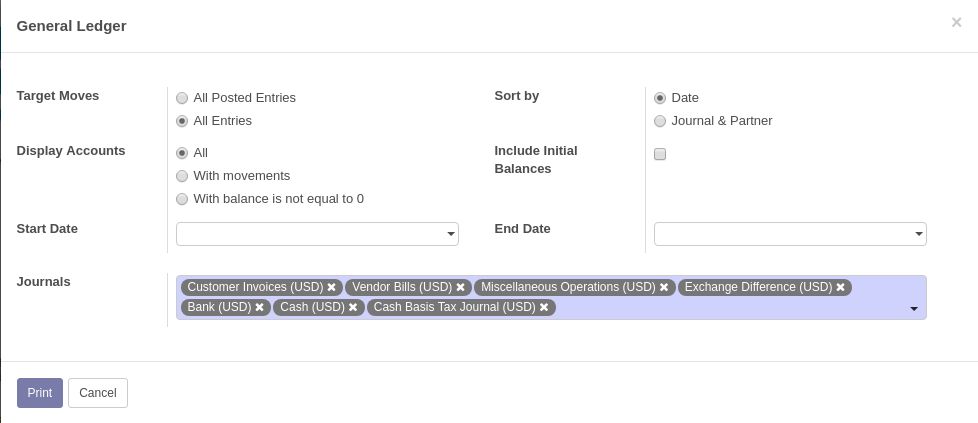 General Ledger ×
Target Moves
All Posted Entries
All Entries
Sort by
Date
Journal & Partner
Display Accounts
All
With movements
With balance is not equal to 0
Include Initial
Balances
Start Date
End Date
Journals
Customer Invoices (USD) ✖ Vendor Bills (USD) ✖ Miscellaneous Operations (USD) ✖ Exchange Difference (USD) ✖
Bank (USD) ✖ Cash (USD) ✖ Cash Basis Tax Journal (USD) ✖
Print Cancel